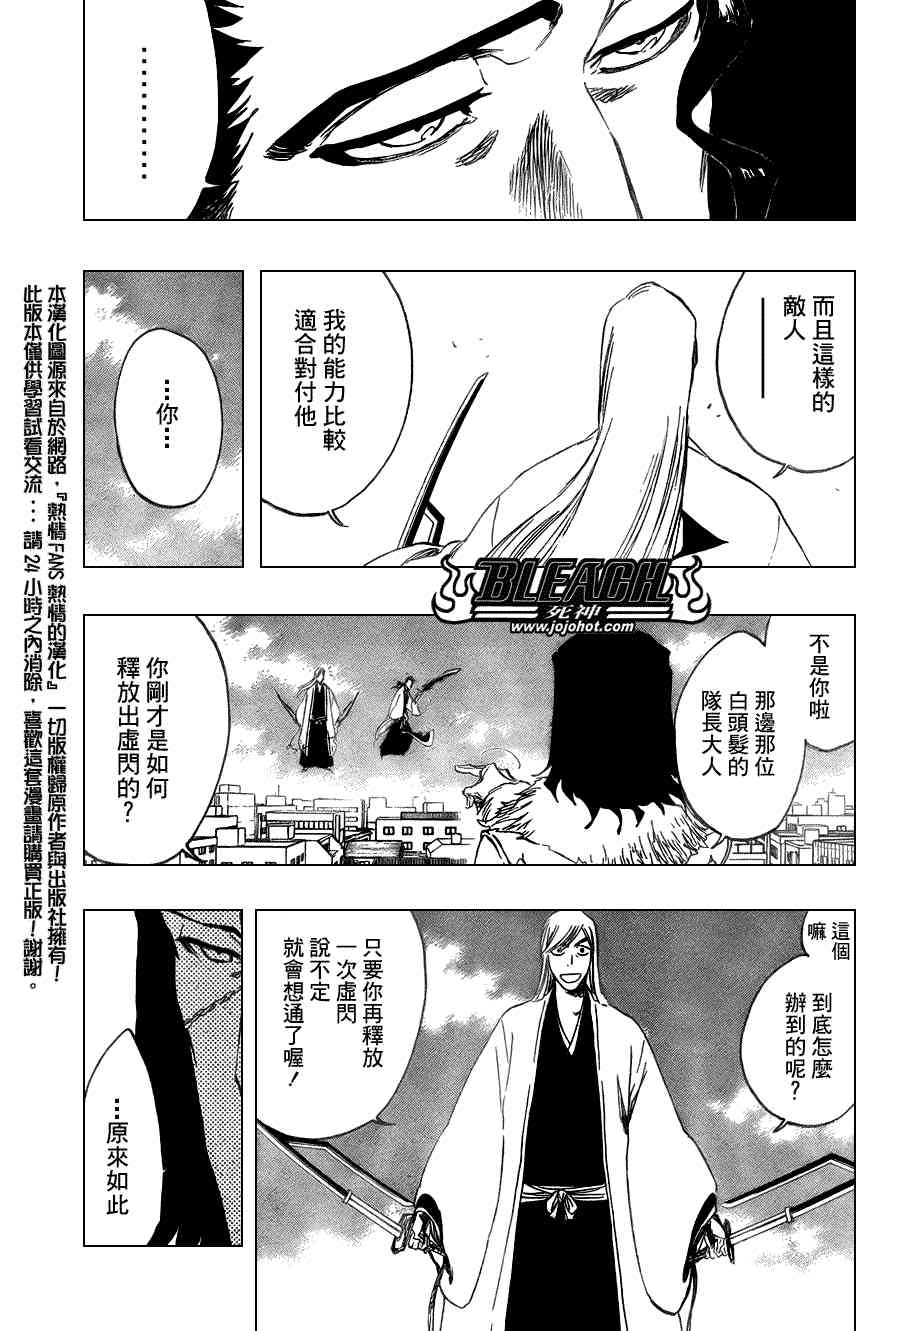 ………
而且這樣的
敵人
——
我的能力比較
適合對付他
…你…
不是你啦
那邊那位
白頭髮的
隊長大人
你剛才是如何
釋放出虛閃的？
這個
嘛
到底怎麼
辦到的呢？
只要你再釋放
一次虛閃
說不定
就會想通了喔！
…原來如此
BLEACH
死神
www.jojohot.com
本漢化圖源來自於網路，『熱情FANS熱情的漢化』一切版權歸原作者與出版社擁有！
此版本僅供學習試看交流... 請24小時之內消除，喜歡這套漫畫請購買正版！謝謝。